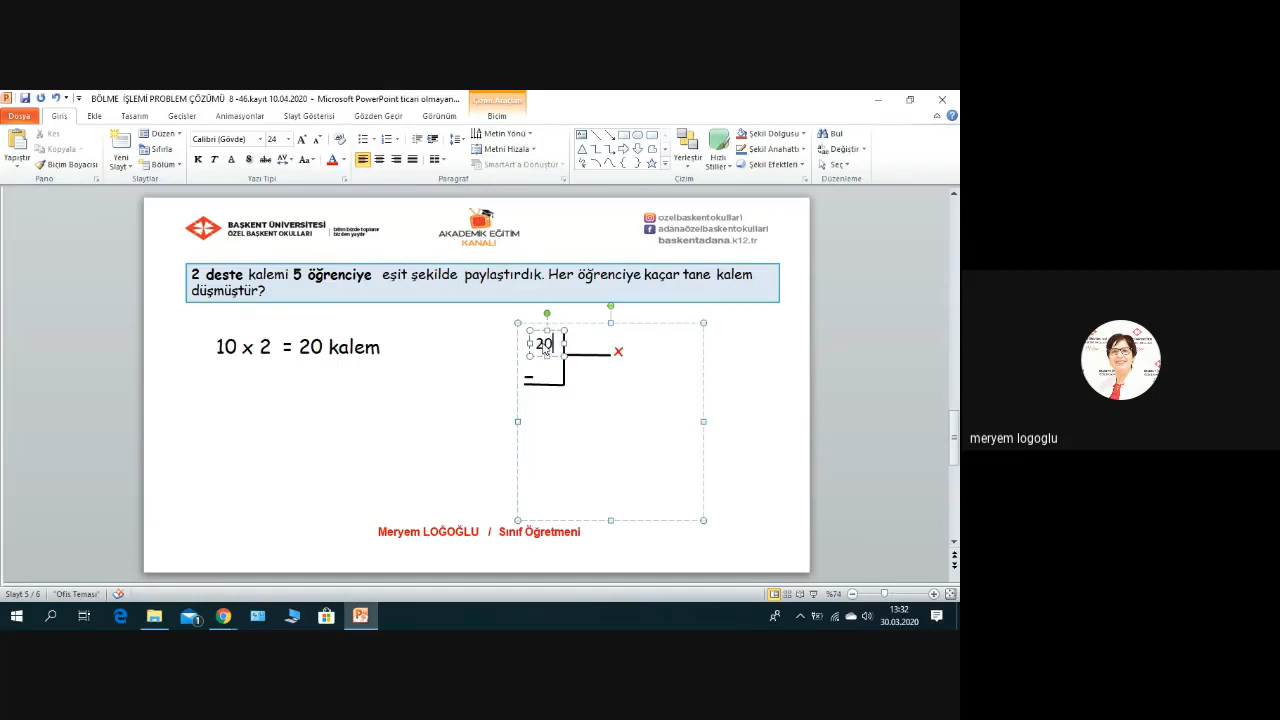 BÖLME İŞLEMİ PROBLEM ÇÖZÜMÜ 8 -46.kayıt 10.04.2020 - Microsoft PowerPoint ticari olmayan...
Çizim Araçları
Dosya Giriş Ekle Tasarım Geçişler Animasyonlar Slayt Gösterisi Gözden Geçir Görünüm Biçim
Yapıştır
Kes
Kopyala
Biçim Boyacısı
Pano
Yeni Slayt
Düzen
Sıfırla
Bölüm
Slaytlar
Calibri (Gövde) 24
K T A S abc AV Aa A
Yazı Tipi
Metin Yönü
Metni Hizala
SmartArt'a Dönüştür
Paragraf
Yerleştir
Hızlı Stiller
Şekil Dolgusu
Şekil Anahattı
Şekil Efektleri
Çizim
Bul
Değiştir
Seç
Düzenleme
BAŞKENT ÜNİVERSİTESİ
ÖZEL BAŞKENT OKULLARI
AKADEMİK EĞİTİM
KANALI
ozelbaskentokullari
adanaözelbaskentokullari
baskentadana.k12.tr
2 deste kalemi 5 öğrenciye eşit şekilde paylaştırdık. Her öğrenciye kaçar tane kalem
düşmüştür?
10 x 2 = 20 kalem
20
x
-
Meryem LOĞOĞLU / Sınıf Öğretmeni
meryem logoglu
Slayt 5 / 6 "Ofis Teması" %74
13:32
30.03.2020